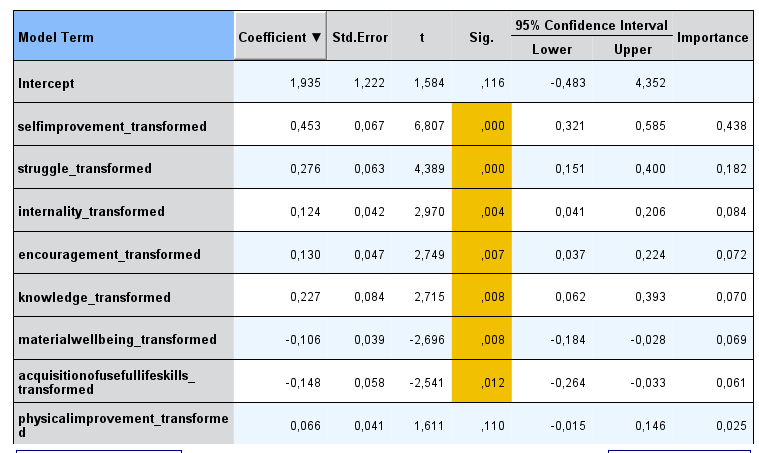 Model Term Coefficient ▼ Std.Error t Sig. 95% Confidence Interval Importance
Lower Upper
Intercept 1,935 1,222 1,584 ,116 -0,483 4,352
selfimprovement_transformed 0,453 0,067 6,807 ,000 0,321 0,585 0,438
struggle_transformed 0,276 0,063 4,389 ,000 0,151 0,400 0,182
internality_transformed 0,124 0,042 2,970 ,004 0,041 0,206 0,084
encouragement_transformed 0,130 0,047 2,749 ,007 0,037 0,224 0,072
knowledge_transformed 0,227 0,084 2,715 ,008 0,062 0,393 0,070
materialwellbeing_transformed -0,106 0,039 -2,696 ,008 -0,184 -0,028 0,069
acquisitionofusefullifeskills_
transformed -0,148 0,058 -2,541 ,012 -0,264 -0,033 0,061
physicalimprovement_transforme
d 0,066 0,041 1,611 ,110 -0,015 0,146 0,025